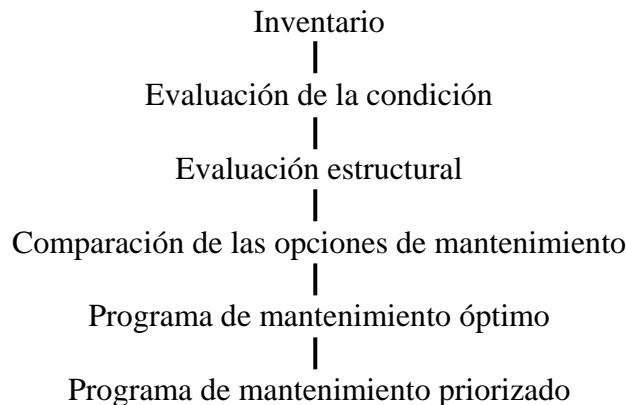 Inventario
Evaluación de la condición
Evaluación estructural
Comparación de las opciones de mantenimiento
Programa de mantenimiento óptimo
Programa de mantenimiento priorizado